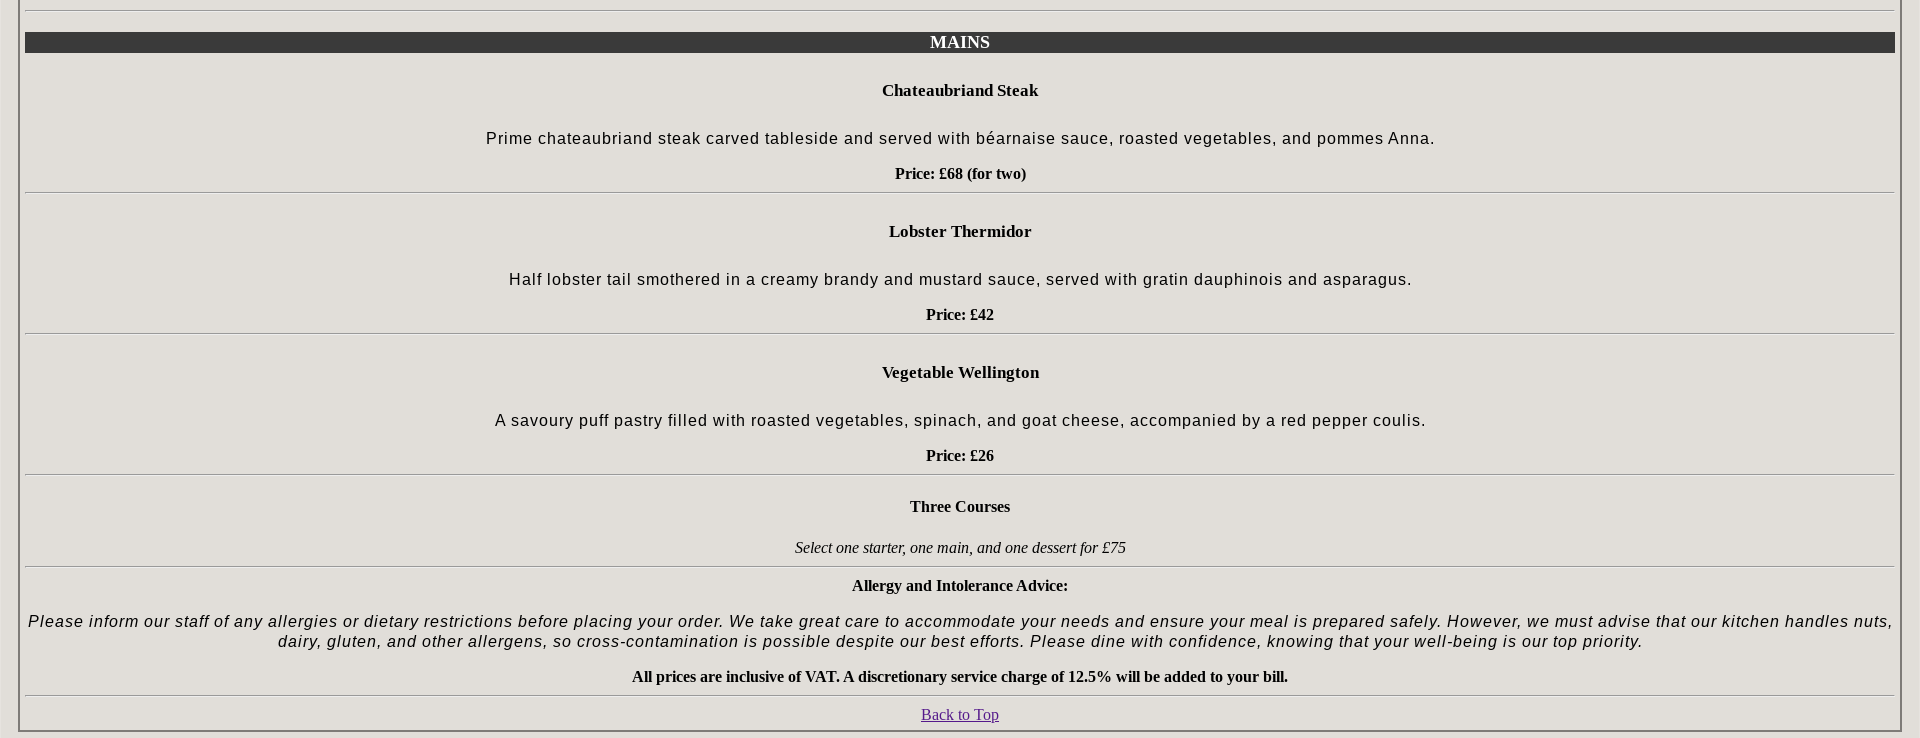 MAINS
Chateaubriand Steak
Prime chateaubriand steak carved tableside and served with béarnaise sauce, roasted vegetables, and pommes Anna.
Price: £68 (for two)
Lobster Thermidor
Half lobster tail smothered in a creamy brandy and mustard sauce, served with gratin dauphinois and asparagus.
Price: £42
Vegetable Wellington
A savoury puff pastry filled with roasted vegetables, spinach, and goat cheese, accompanied by a red pepper coulis.
Price: £26
Three Courses
Select one starter, one main, and one dessert for £75
Allergy and Intolerance Advice:
Please inform our staff of any allergies or dietary restrictions before placing your order. We take great care to accommodate your needs and ensure your meal is prepared safely. However, we must advise that our kitchen handles nuts,
dairy, gluten, and other allergens, so cross-contamination is possible despite our best efforts. Please dine with confidence, knowing that your well-being is our top priority.
All prices are inclusive of VAT. A discretionary service charge of 12.5% will be added to your bill.
Back to Top